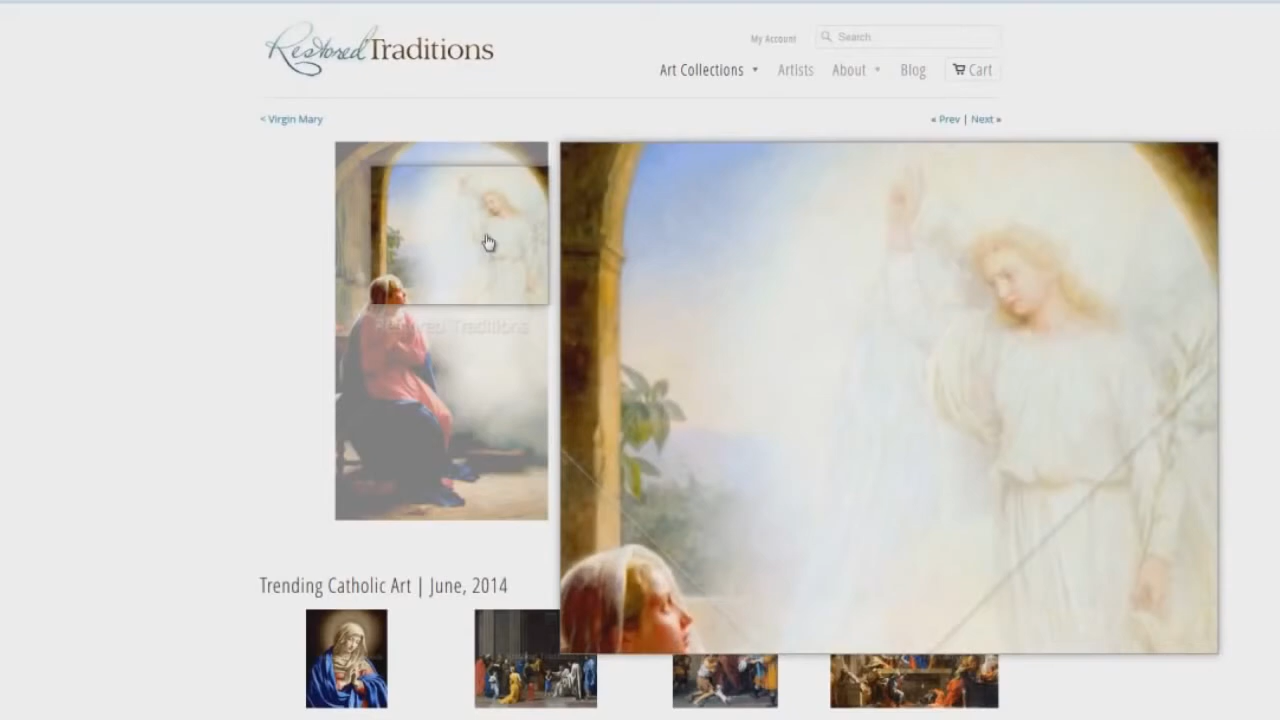 Restored Traditions
My Account
Search
Art Collections
Artists
About
Blog
Cart
< Virgin Mary
« Prev | Next »
Restored Traditions
Trending Catholic Art | June, 2014